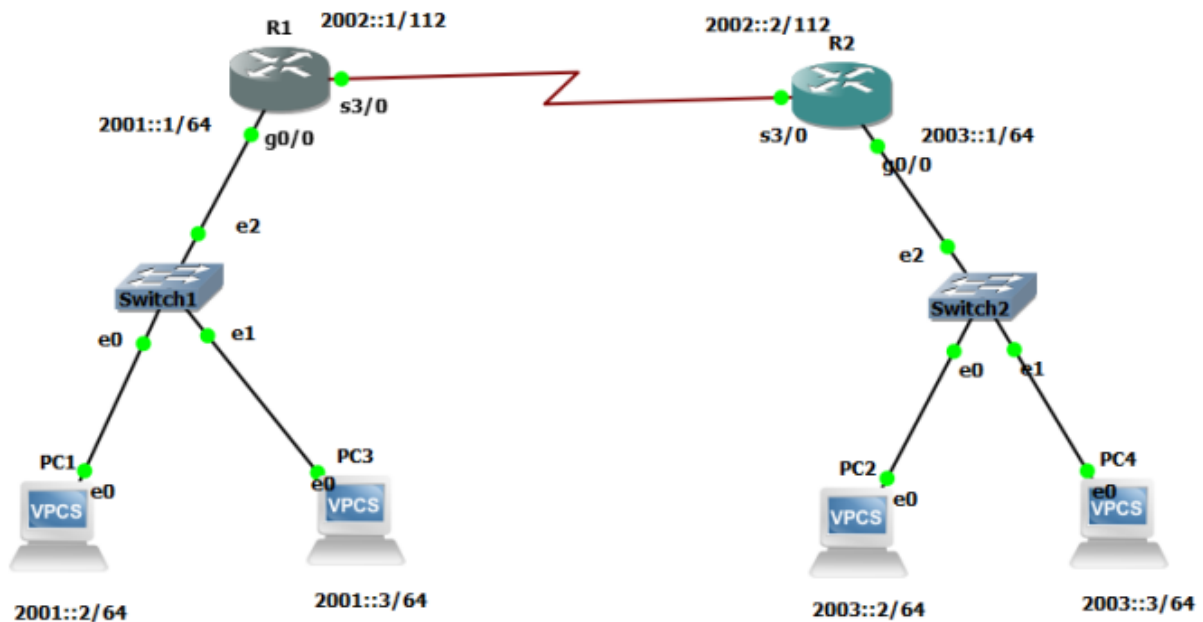 2002::1/112
R1
2002::2/112
R2
s3/0
2001::1/64
g0/0
s3/0
2003::1/64
g0/0
e2
e2
Switch1
Switch2
e0
e1
e0
e1
PC1
PC3
PC2
PC4
e0
e0
e0
e0
VPCS
VPCS
VPCS
VPCS
2001::2/64
2001::3/64
2003::2/64
2003::3/64